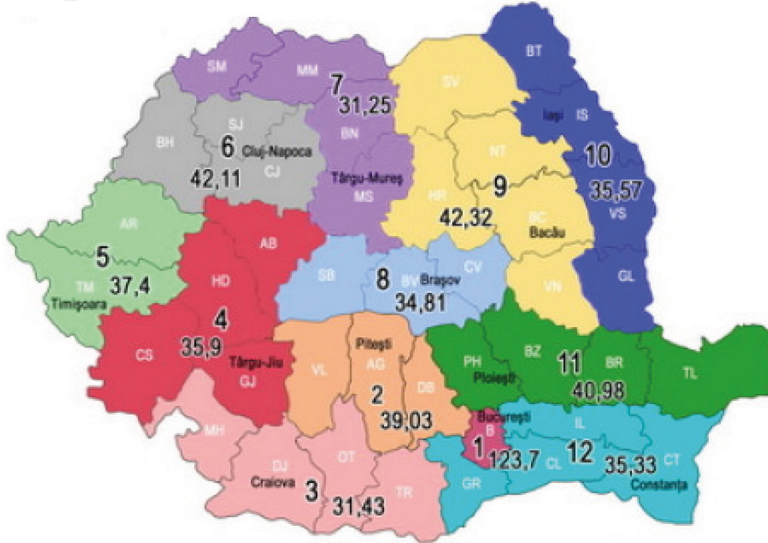 BT
SM
MM
SV
7
31,25
Iași IS
SJ
BN
BH
6 Cluj-Napoca
NT
10
42,11
CJ
Târgu-Mureș
MS
9
35,57
HR
42,32
BC
VS
AR
Bacău
AB
5
SB
8
BV Brașov
CV
GL
TM
37,4
HD
VN
Timișoara
34,81
4
CS
35,9
Pitești
Târgu-Jiu
VL
AG
PH
BZ
11
BR
TL
GJ
DB
Ploiești
2
40,98
39,03
București
MH
B
IL
1
123,7
CL
12
35,33
CT
OT
DJ
Craiova
3
31,43
TR
GR
Constanța